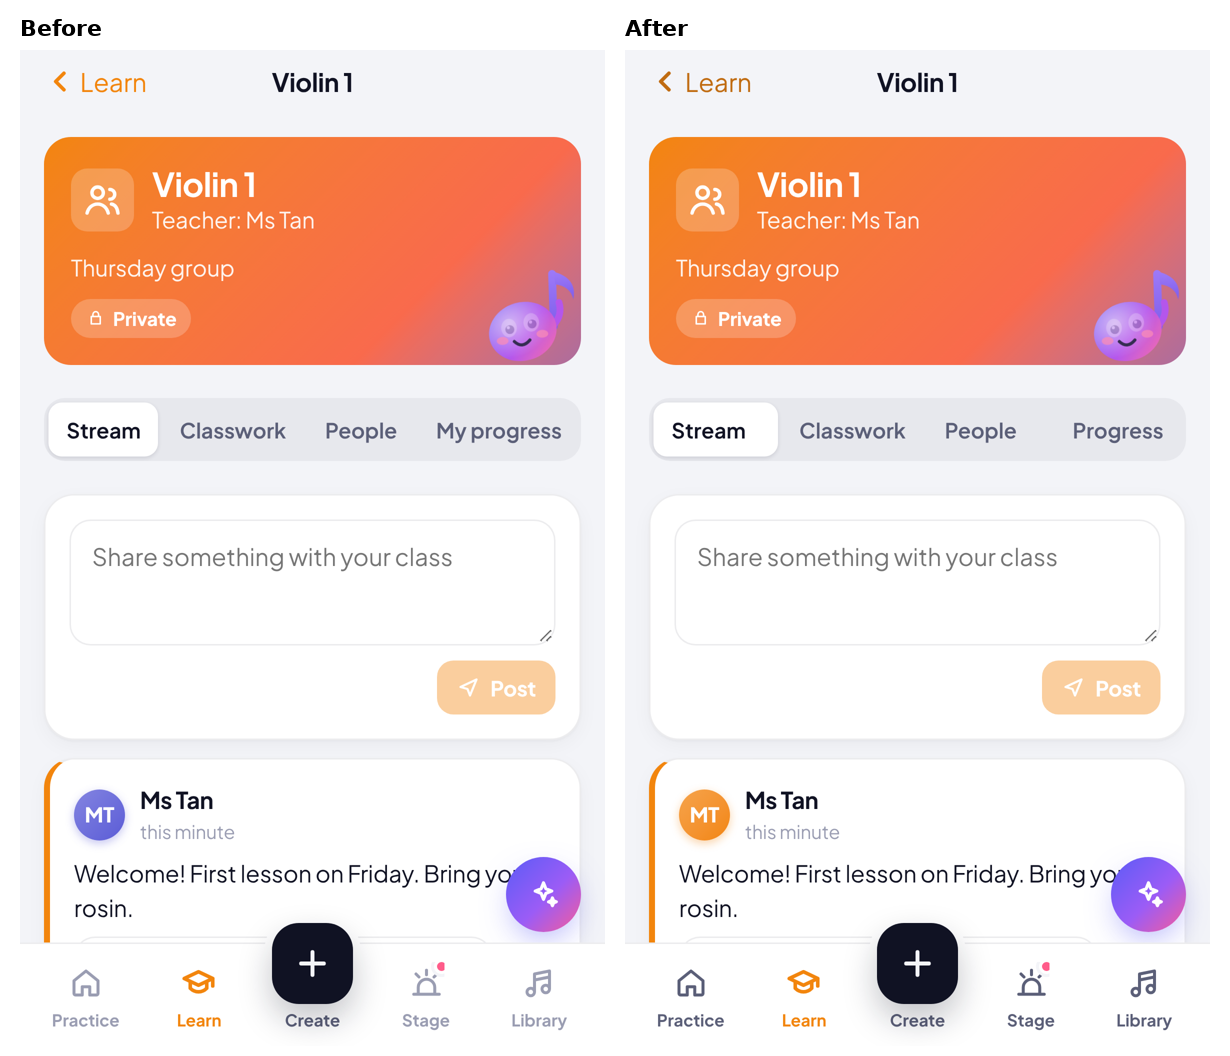 Before
Learn
Violin 1
Violin 1
Teacher: Ms Tan
Thursday group
Private
Stream Classwork People My progress
Share something with your class
Post
MT
Ms Tan
this minute
Welcome! First lesson on Friday. Bring
rosin.
Practice Learn Create Stage Library
After
Learn
Violin 1
Violin 1
Teacher: Ms Tan
Thursday group
Private
Stream Classwork People Progress
Share something with your class
Post
MT
Ms Tan
this minute
Welcome! First lesson on Friday. Bring
rosin.
Practice Learn Create Stage Library